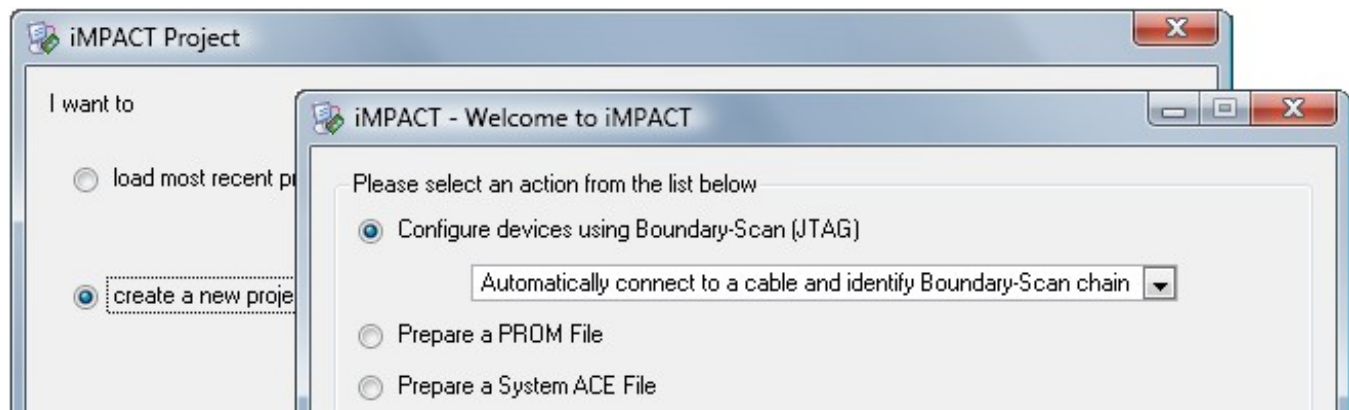 iMPACT Project
I want to
load most recent
create a new
iMPACT - Welcome to iMPACT
Please select an action from the list below
Configure devices using Boundary-Scan (JTAG)
Automatically connect to a cable and identify Boundary-Scan chain
Prepare a PROM File
Prepare a System ACE File